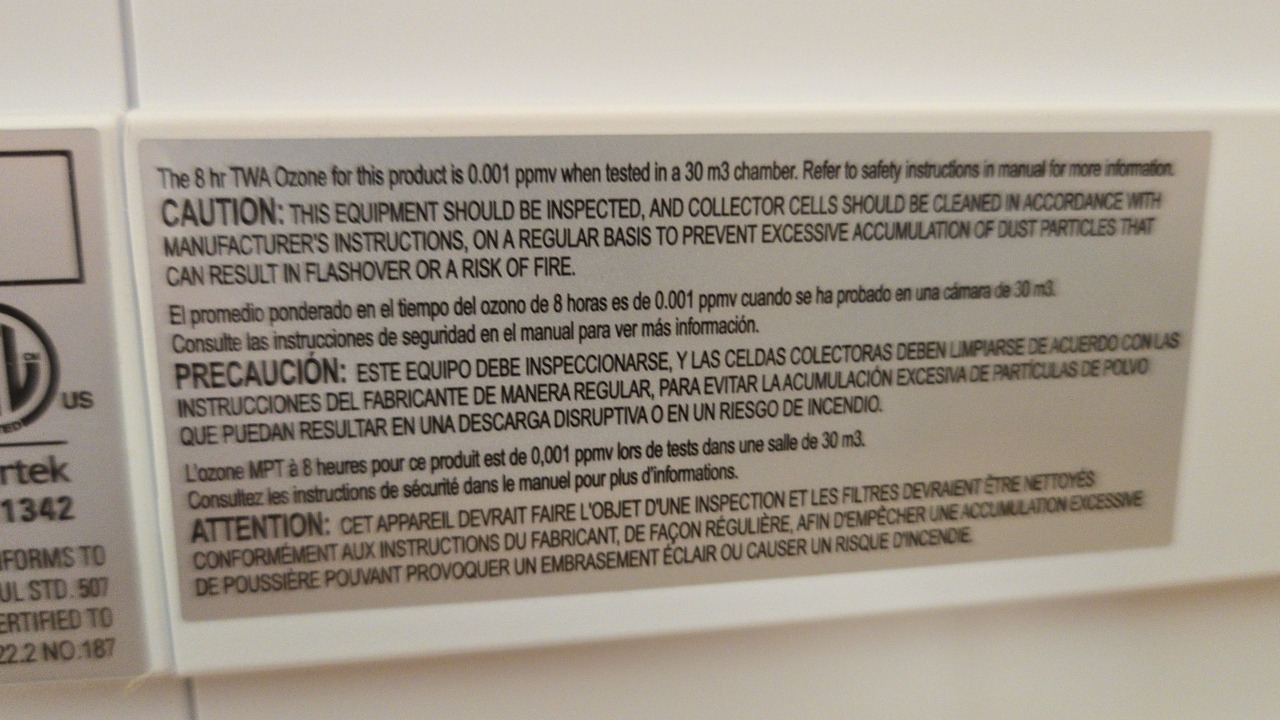 The 8 hr TWA Ozone for this product is 0.001 ppmv when tested in a 30 m3 chamber. Refer to safety instructions in manual for more information.
CAUTION: THIS EQUIPMENT SHOULD BE INSPECTED, AND COLLECTOR CELLS SHOULD BE CLEANED IN ACCORDANCE WITH
MANUFACTURER'S INSTRUCTIONS, ON A REGULAR BASIS TO PREVENT EXCESSIVE ACCUMULATION OF DUST PARTICLES THAT
CAN RESULT IN FLASHOVER OR A RISK OF FIRE.
El promedio ponderado en el tiempo del ozono de 8 horas es de 0.001 ppmv cuando se ha probado en una cámara de 30 m3.
Consulte las instrucciones de seguridad en el manual para ver más información.
PRECAUCIÓN: ESTE EQUIPO DEBE INSPECCIONARSE, Y LAS CELDAS COLECTORAS DEBEN LIMPIARSE DE ACUERDO CON LAS
INSTRUCCIONES DEL FABRICANTE DE MANERA REGULAR, PARA EVITAR LA ACUMULACIÓN EXCESIVA DE PARTÍCULAS DE POLVO
QUE PUEDAN RESULTAR EN UNA DESCARGA DISRUPTIVA O EN UN RIESGO DE INCENDIO.
L'ozone MPT à 8 heures pour ce produit est de 0,001 ppmv lors de tests dans une salle de 30 m3.
Consultez les instructions de sécurité dans le manuel pour plus d'informations.
ATTENTION: CET APPAREIL DEVRAIT FAIRE L'OBJET D'UNE INSPECTION ET LES FILTRES DEVRAIENT ÊTRE NETTOYÉS
CONFORMÉMENT AUX INSTRUCTIONS DU FABRICANT, DE FAÇON RÉGULIÈRE, AFIN D'EMPÊCHER UNE ACCUMULATION EXCESSIVE
DE POUSSIÈRE POUVANT PROVOQUER UN EMBRASEMENT ÉCLAIR OU CAUSER UN RISQUE D'INCENDIE.
US
rtek
1342
FORMS TO
UL STD. 507
ERTIFIED TO
22.2 NO.187